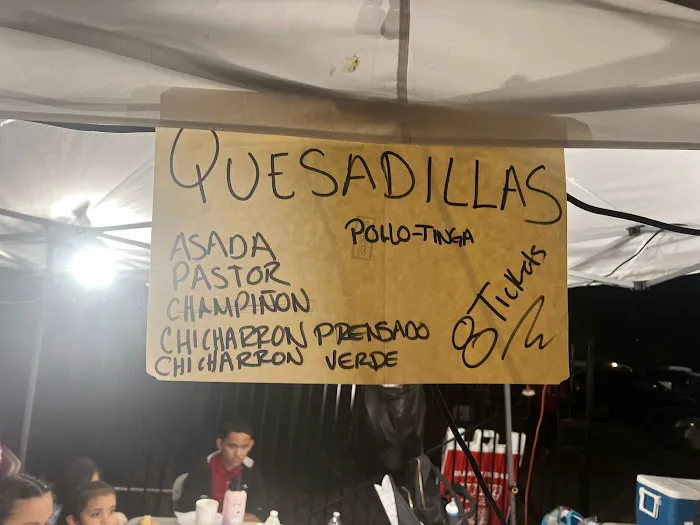 QUESADILLAS
POLLO-TINGA
ASADA
PASTOR
CHAMPIÑON
CHICHARRON PRENSADO
CHICHARRON VERDE
8 Tickets